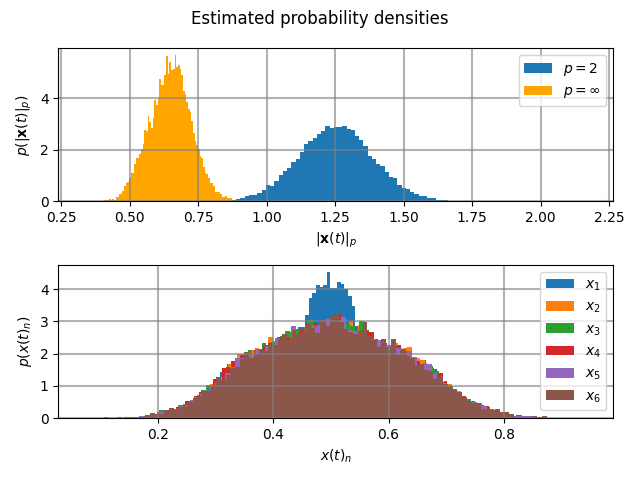 Estimated probability densities
p(|x(t)|ₚ)
4
2
0
p = 2
p = ∞
0.25 0.50 0.75 1.00 1.25 1.50 1.75 2.00 2.25
|x(t)|ₚ
p(x(t)ₙ)
4
3
2
1
0
x₁
x₂
x₃
x₄
x₅
x₆
0.2 0.4 0.6 0.8
x(t)ₙ